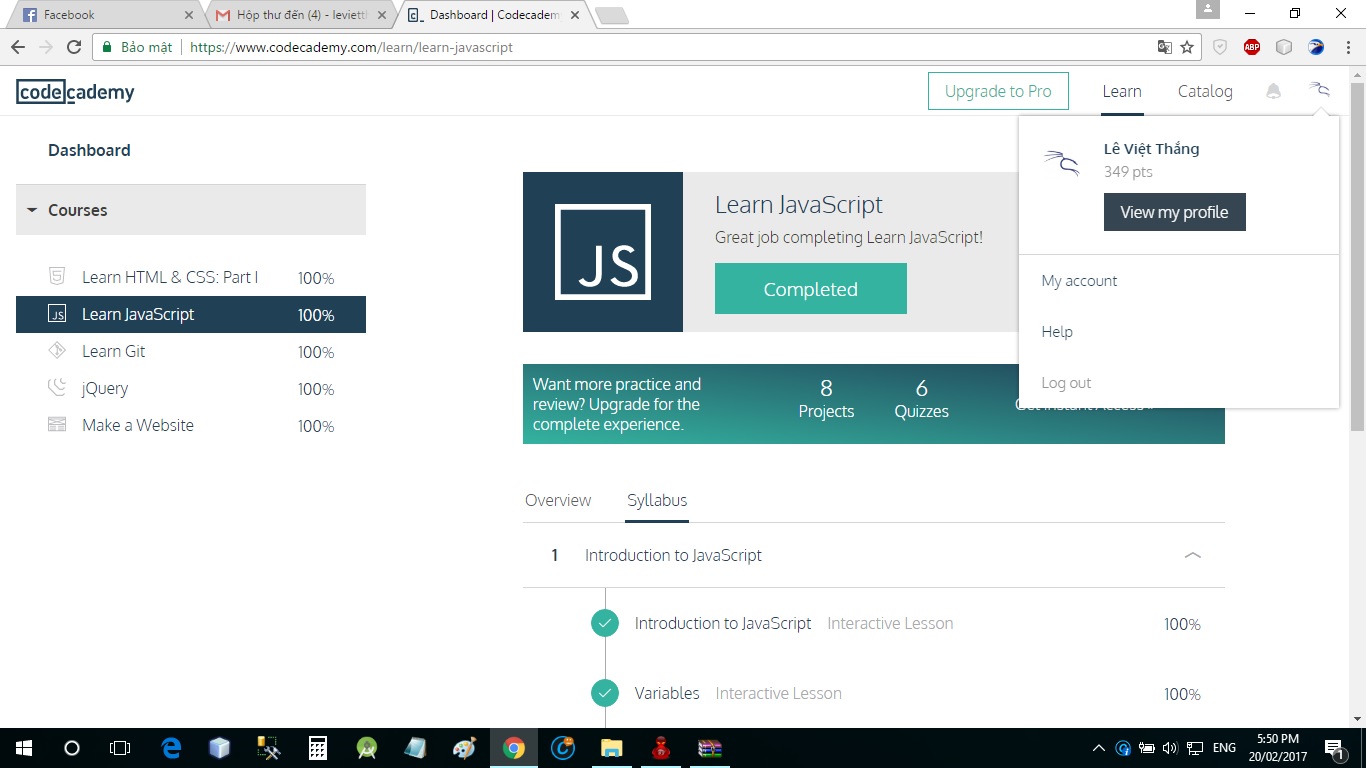 Facebook
Hộp thư đến (4) - leviett
Dashboard | Codecadem
Bảo mật
https://www.codecademy.com/learn/learn-javascript
ABP
codecademy
Upgrade to Pro
Learn
Catalog
Dashboard
Courses
Learn HTML & CSS: Part I 100%
JS Learn JavaScript 100%
Learn Git 100%
jQuery 100%
Make a Website 100%
JS
Learn JavaScript
Great job completing Learn JavaScript!
Completed
Lê Việt Thắng
349 pts
View my profile
My account
Help
Log out
Want more practice and
review? Upgrade for the
complete experience.
8
Projects
6
Quizzes
Get Instant Access »
Overview
Syllabus
1 Introduction to JavaScript
Introduction to JavaScript Interactive Lesson 100%
Variables Interactive Lesson 100%
ENG
5:50 PM
20/02/2017
1